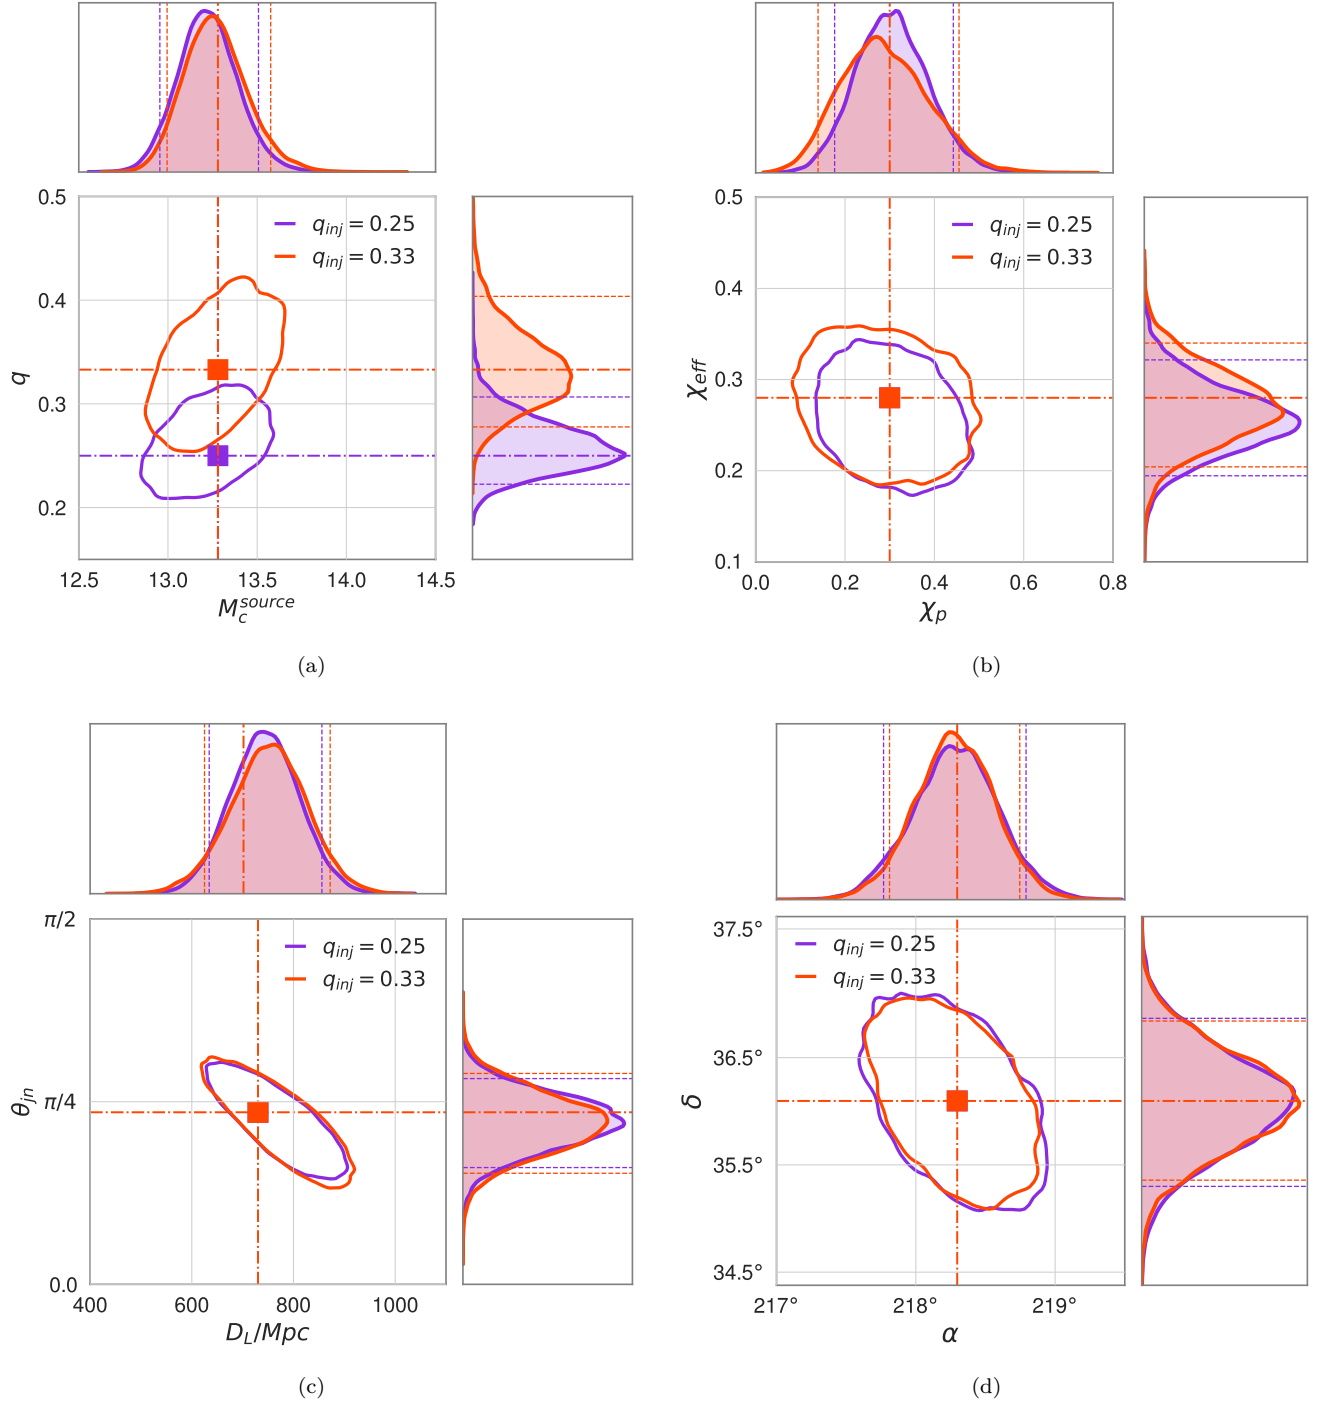 0.5
q_inj = 0.25
q_inj = 0.33
0.4
q
0.3
0.2
12.5 13.0 13.5 14.0 14.5
M_c^source
(a)
0.5
q_inj = 0.25
q_inj = 0.33
0.4
χ_eff
0.3
0.2
0.1
0.0 0.2 0.4 0.6 0.8
χ_p
(b)
π/2
q_inj = 0.25
q_inj = 0.33
θ_jn
π/4
0.0
400 600 800 1000
D_L/Mpc
(c)
37.5°
q_inj = 0.25
q_inj = 0.33
36.5°
δ
35.5°
34.5°
217° 218° 219°
α
(d)